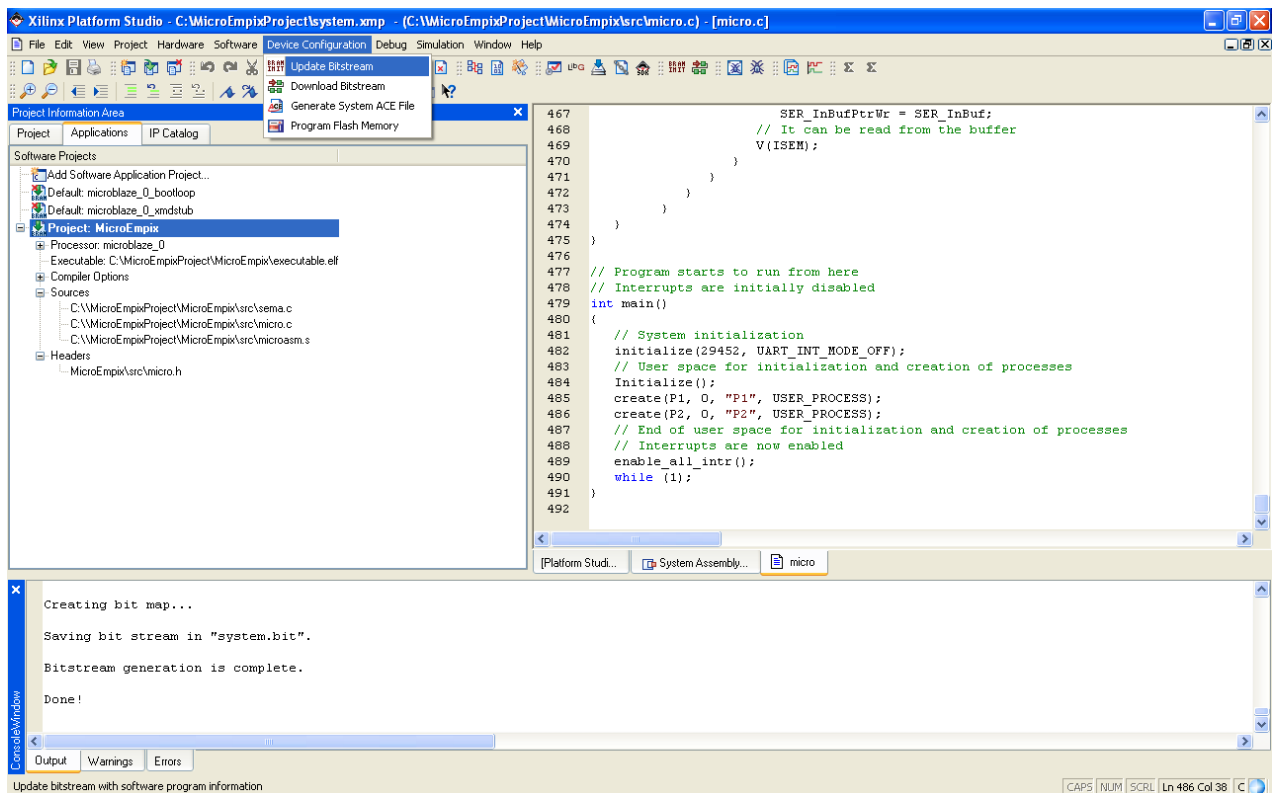 Xilinx Platform Studio - C:\MicroEmpixProject\system.xmp - (C:\\MicroEmpixProject\MicroEmpix\src\micro.c) - [micro.c]
File Edit View Project Hardware Software Device Configuration Debug Simulation Window Help
Update Bitstream
Download Bitstream
Generate System ACE File
Program Flash Memory
Project Information Area
Project Applications IP Catalog
Software Projects
Add Software Application Project...
Default: microblaze_0_bootloop
Default: microblaze_0_xmdstub
Project: MicroEmpix
Processor: microblaze_0
Executable: C:\MicroEmpixProject\MicroEmpix\executable.elf
Compiler Options
Sources
C:\\MicroEmpixProject\MicroEmpix\src\sema.c
C:\\MicroEmpixProject\MicroEmpix\src\micro.c
C:\\MicroEmpixProject\MicroEmpix\src\microasm.s
Headers
MicroEmpix\src\micro.h
467 SER_InBufPtrWr = SER_InBuf;
468 // It can be read from the buffer
469 V(ISEM);
470 }
471 }
472 }
473 }
474 }
475 }
476
477 // Program starts to run from here
478 // Interrupts are initially disabled
479 int main()
480 {
481 // System initialization
482 initialize(29452, UART_INT_MODE_OFF);
483 // User space for initialization and creation of processes
484 Initialize();
485 create(P1, 0, "P1", USER_PROCESS);
486 create(P2, 0, "P2", USER_PROCESS);
487 // End of user space for initialization and creation of processes
488 // Interrupts are now enabled
489 enable_all_intr();
490 while (1);
491 }
492
[Platform Studi... System Assembly... micro
Creating bit map...
Saving bit stream in "system.bit".
Bitstream generation is complete.
Done!
ConsoleWindow
Output Warnings Errors
Update bitstream with software program information
CAPS NUM SCRL Ln 486 Col 38 C